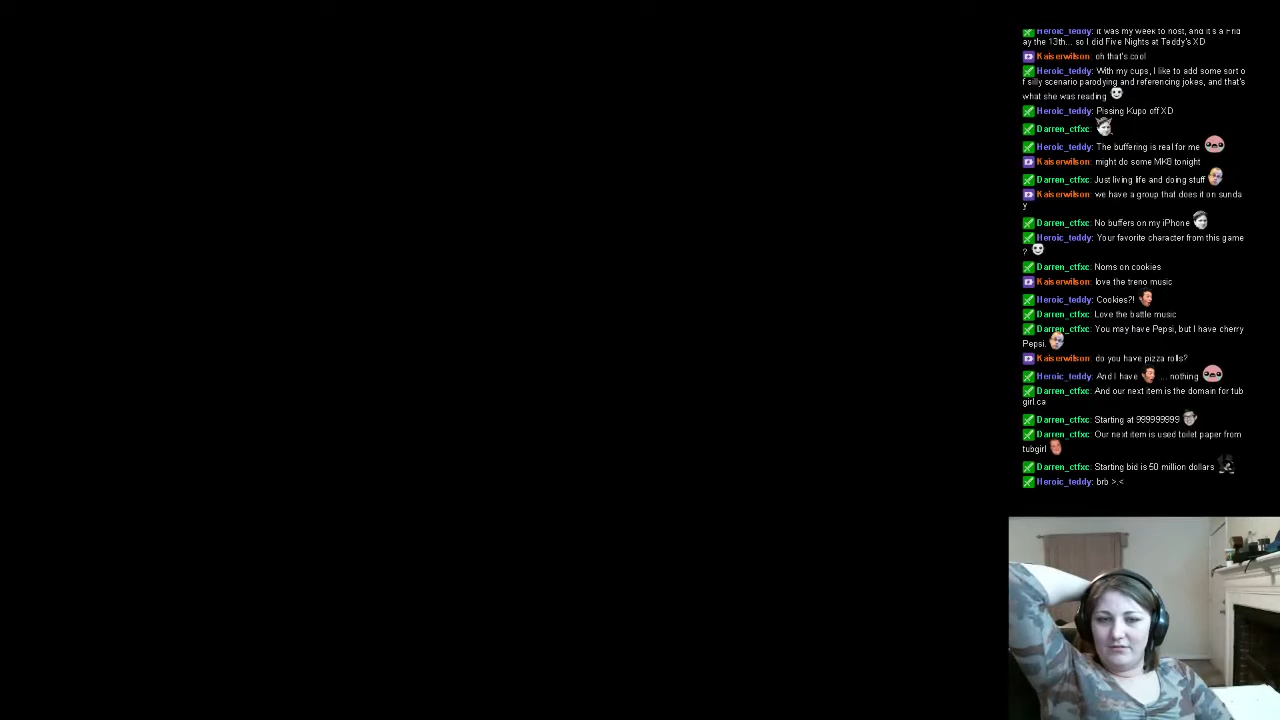 Heroic_teddy: It was my week to host, and it's a Frid
ay the 13th... so I did Five Nights at Teddy's XD
Kaiserwilson: oh that's cool
Heroic_teddy: With my cups, I like to add some sort o
f silly scenario parodying and referencing jokes, and that's
what she was reading
Heroic_teddy: Pissing Kupo off XD
Darren_ctfxc:
Heroic_teddy: The buffering is real for me
Kaiserwilson: might do some MK8 tonight
Darren_ctfxc: Just living life and doing stuff
Kaiserwilson: we have a group that does it on sunda
y
Darren_ctfxc: No buffers on my iPhone
Heroic_teddy: Your favorite character from this game
?
Darren_ctfxc: Noms on cookies
Kaiserwilson: love the treno music
Heroic_teddy: Cookies?!
Darren_ctfxc: Love the battle music
Darren_ctfxc: You may have Pepsi, but I have cherry
Pepsi.
Kaiserwilson: do you have pizza rolls?
Heroic_teddy: And I have ... nothing
Darren_ctfxc: And our next item is the domain for tub
girl.ca
Darren_ctfxc: Starting at 999999999
Darren_ctfxc: Our next item is used toilet paper from
tubgirl
Darren_ctfxc: Starting bid is 50 million dollars
Heroic_teddy: brb >.<